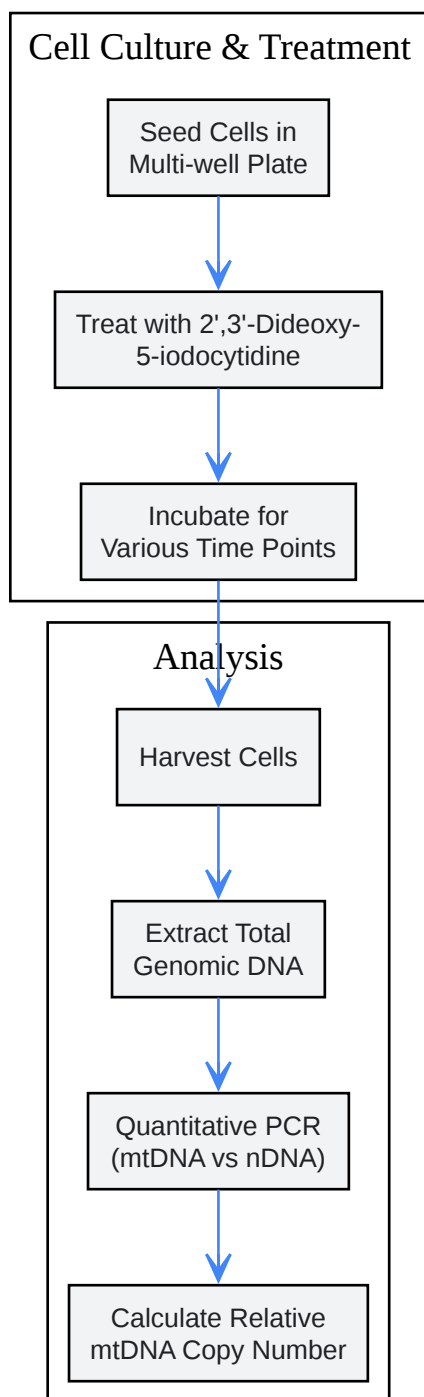 Cell Culture & Treatment
Seed Cells in
Multi-well Plate
Treat with 2',3'-Dideoxy-
5-iodocytidine
Incubate for
Various Time Points
Analysis
Harvest Cells
Extract Total
Genomic DNA
Quantitative PCR
(mtDNA vs nDNA)
Calculate Relative
mtDNA Copy Number